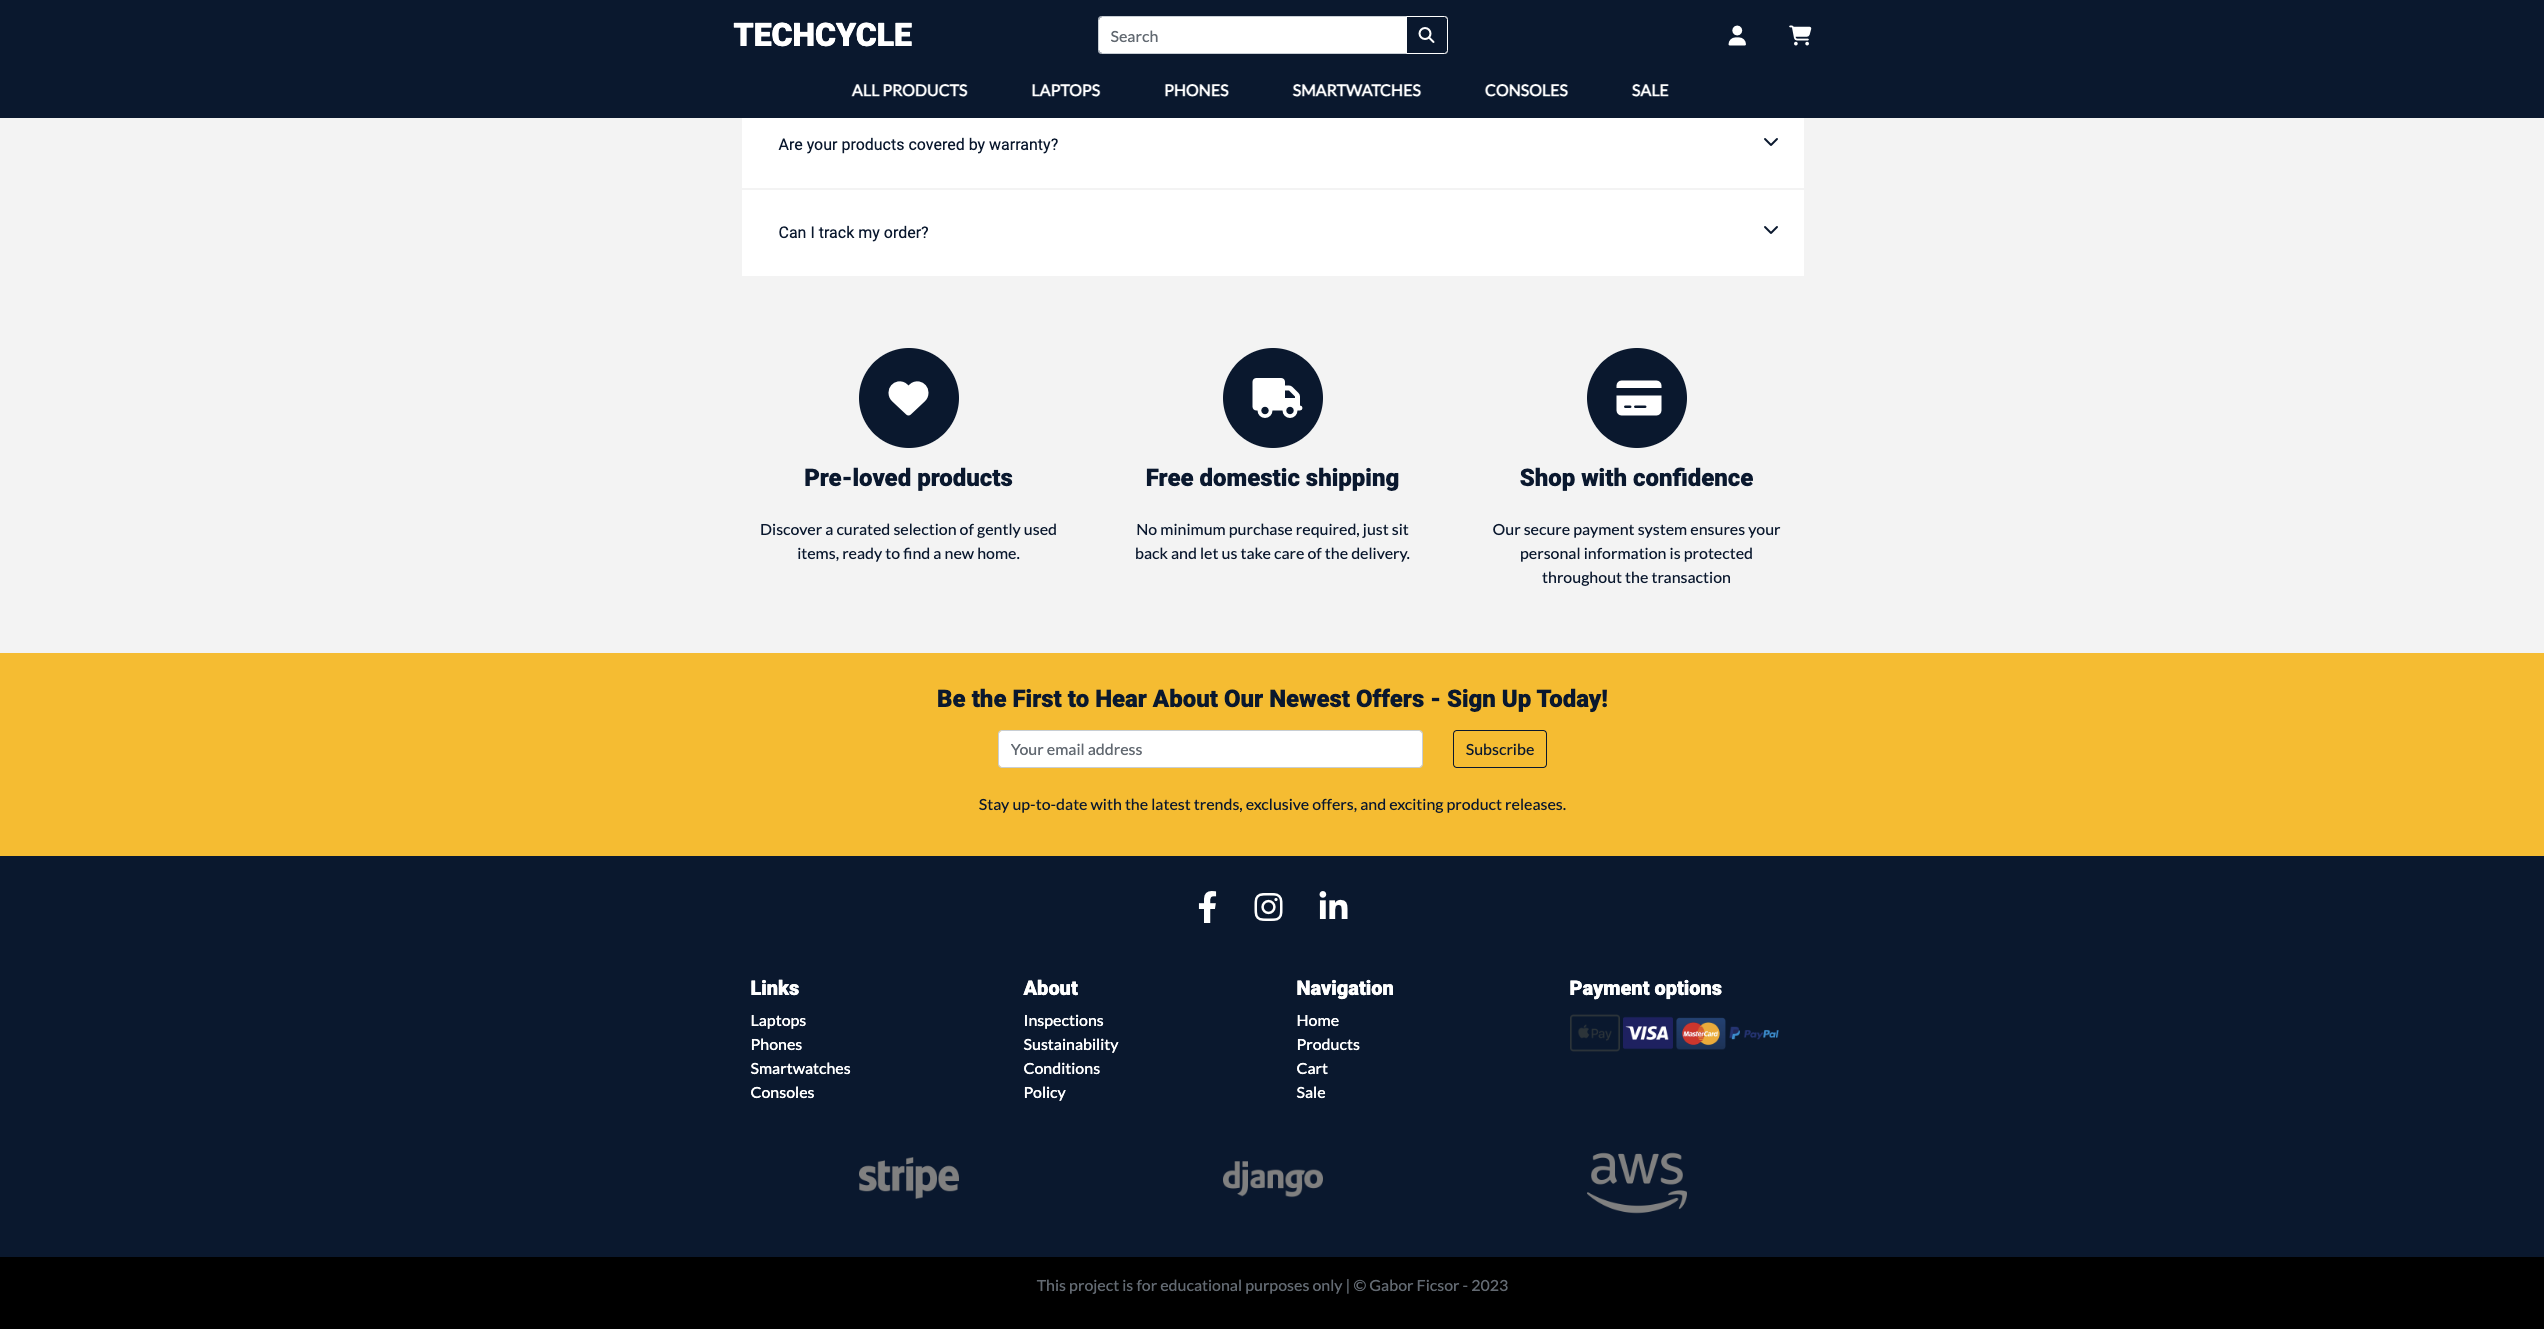 TECHCYCLE
Search
ALL PRODUCTS LAPTOPS PHONES SMARTWATCHES CONSOLES SALE
Are your products covered by warranty?
Can I track my order?
Pre-loved products
Discover a curated selection of gently used
items, ready to find a new home.
Free domestic shipping
No minimum purchase required, just sit
back and let us take care of the delivery.
Shop with confidence
Our secure payment system ensures your
personal information is protected
throughout the transaction
Be the First to Hear About Our Newest Offers - Sign Up Today!
Your email address
Subscribe
Stay up-to-date with the latest trends, exclusive offers, and exciting product releases.
Links
Laptops
Phones
Smartwatches
Consoles
About
Inspections
Sustainability
Conditions
Policy
Navigation
Home
Products
Cart
Sale
Payment options
Pay VISA MasterCard PayPal
stripe
django
aws
This project is for educational purposes only | © Gabor Ficsor - 2023